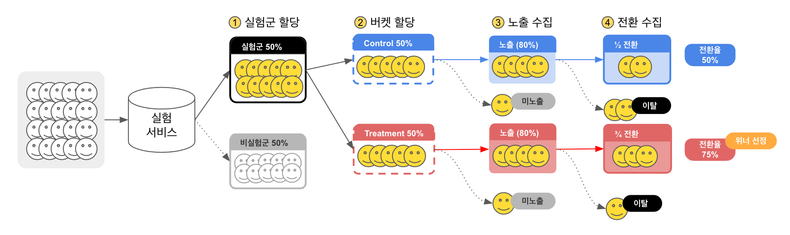 ① 실험군 할당
② 버켓 할당
③ 노출 수집
④ 전환 수집
실험
서비스
실험군 50%
비실험군 50%
Control 50%
노출 (80%)
½ 전환
전환율
50%
미노출
이탈
Treatment 50%
노출 (80%)
¾ 전환
전환율
75%
위너 선정
미노출
이탈